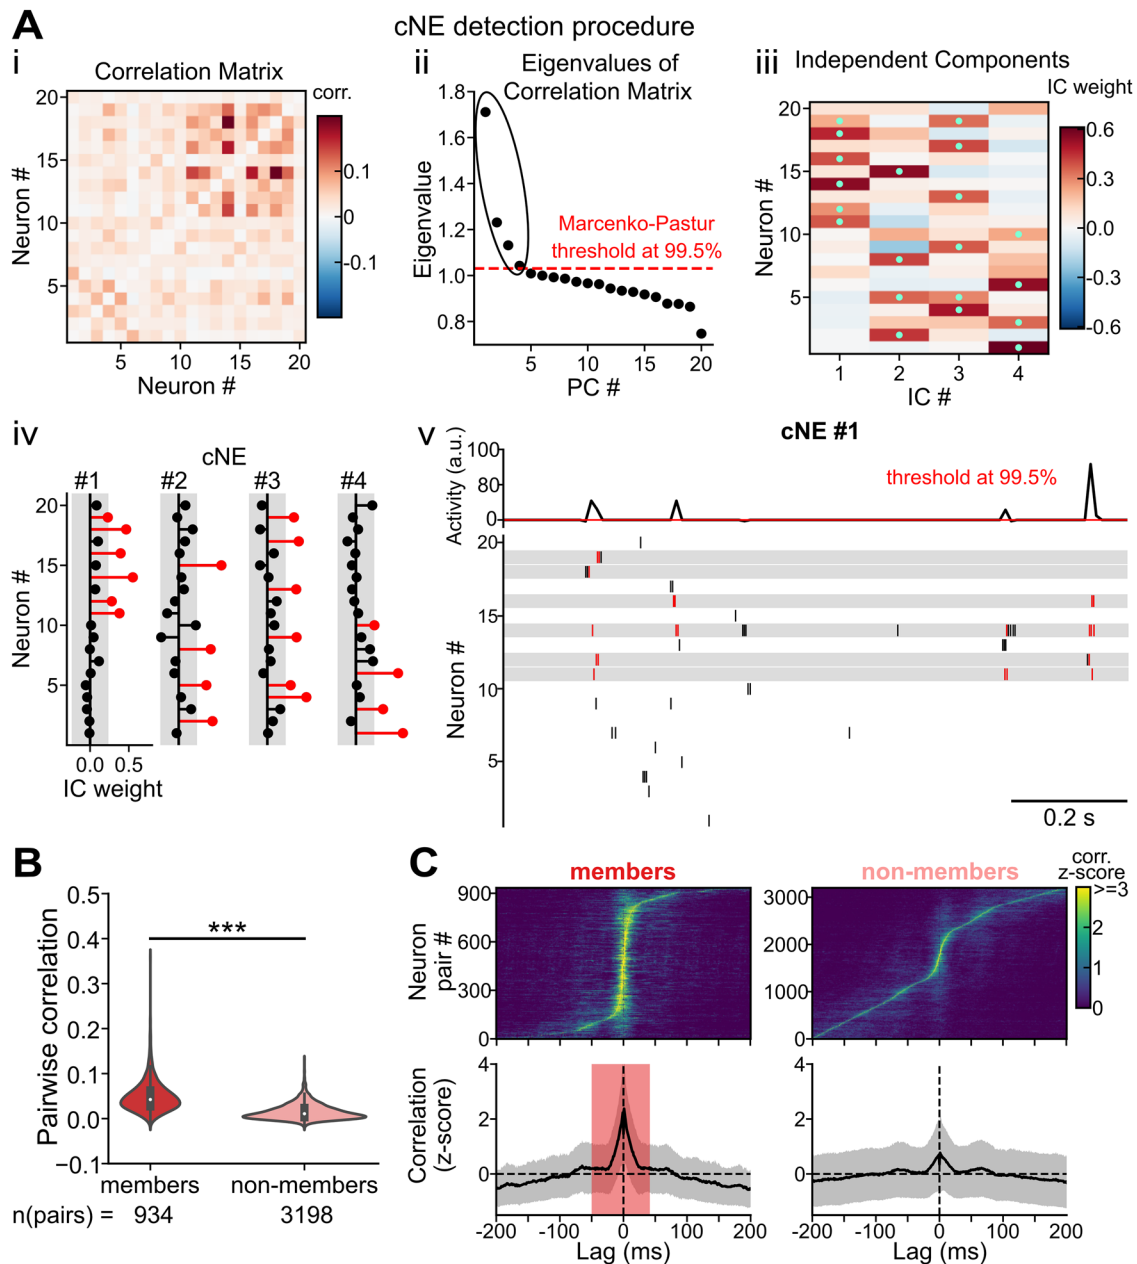 A
cNE detection procedure
i
Correlation Matrix
corr.
20
15
10
5
Neuron #
5
10
15
20
Neuron #
0.1
0
-0.1
ii
Eigenvalues of
Correlation Matrix
1.8
1.6
1.4
1.2
1.0
0.8
Eigenvalue
Marcenko-Pastur
threshold at 99.5%
5
10
15
20
PC #
iii
Independent Components
IC weight
20
15
10
5
Neuron #
1
2
3
4
IC #
0.6
0.3
0.0
-0.3
-0.6
iv
cNE
#1
#2
#3
#4
20
15
10
5
Neuron #
0.0
0.5
IC weight
v
cNE #1
100
80
0
Activity (a.u.)
threshold at 99.5%
20
15
10
5
Neuron #
0.2 s
B
0.5
0.4
0.3
0.2
0.1
0.0
−0.1
Pairwise correlation
***
members
non-members
n(pairs) =
934
3198
C
members
non-members
corr.
z-score
>=3
2
1
0
900
600
300
0
Neuron
pair #
3000
2000
1000
0
4
2
0
Correlation
(z-score)
-200
-100
0
100
200
Lag (ms)
4
2
0
-200
-100
0
100
200
Lag (ms)